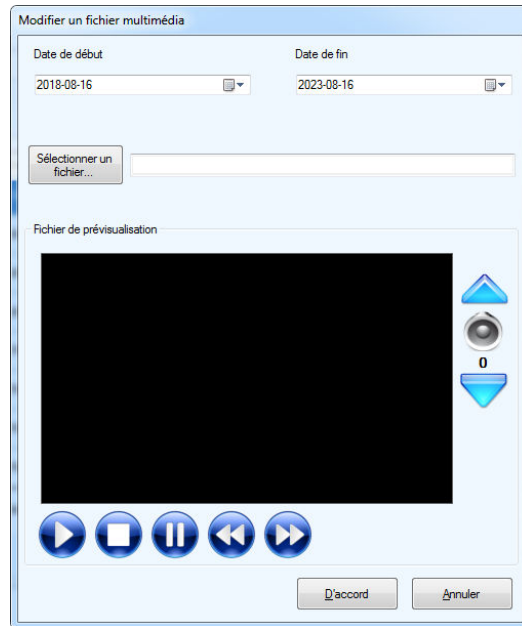 Modifier un fichier multimédia
Date de début Date de fin
2018-08-16 2023-08-16
Sélectionner un
fichier...
Fichier de prévisualisation
0
D'accord Annuler